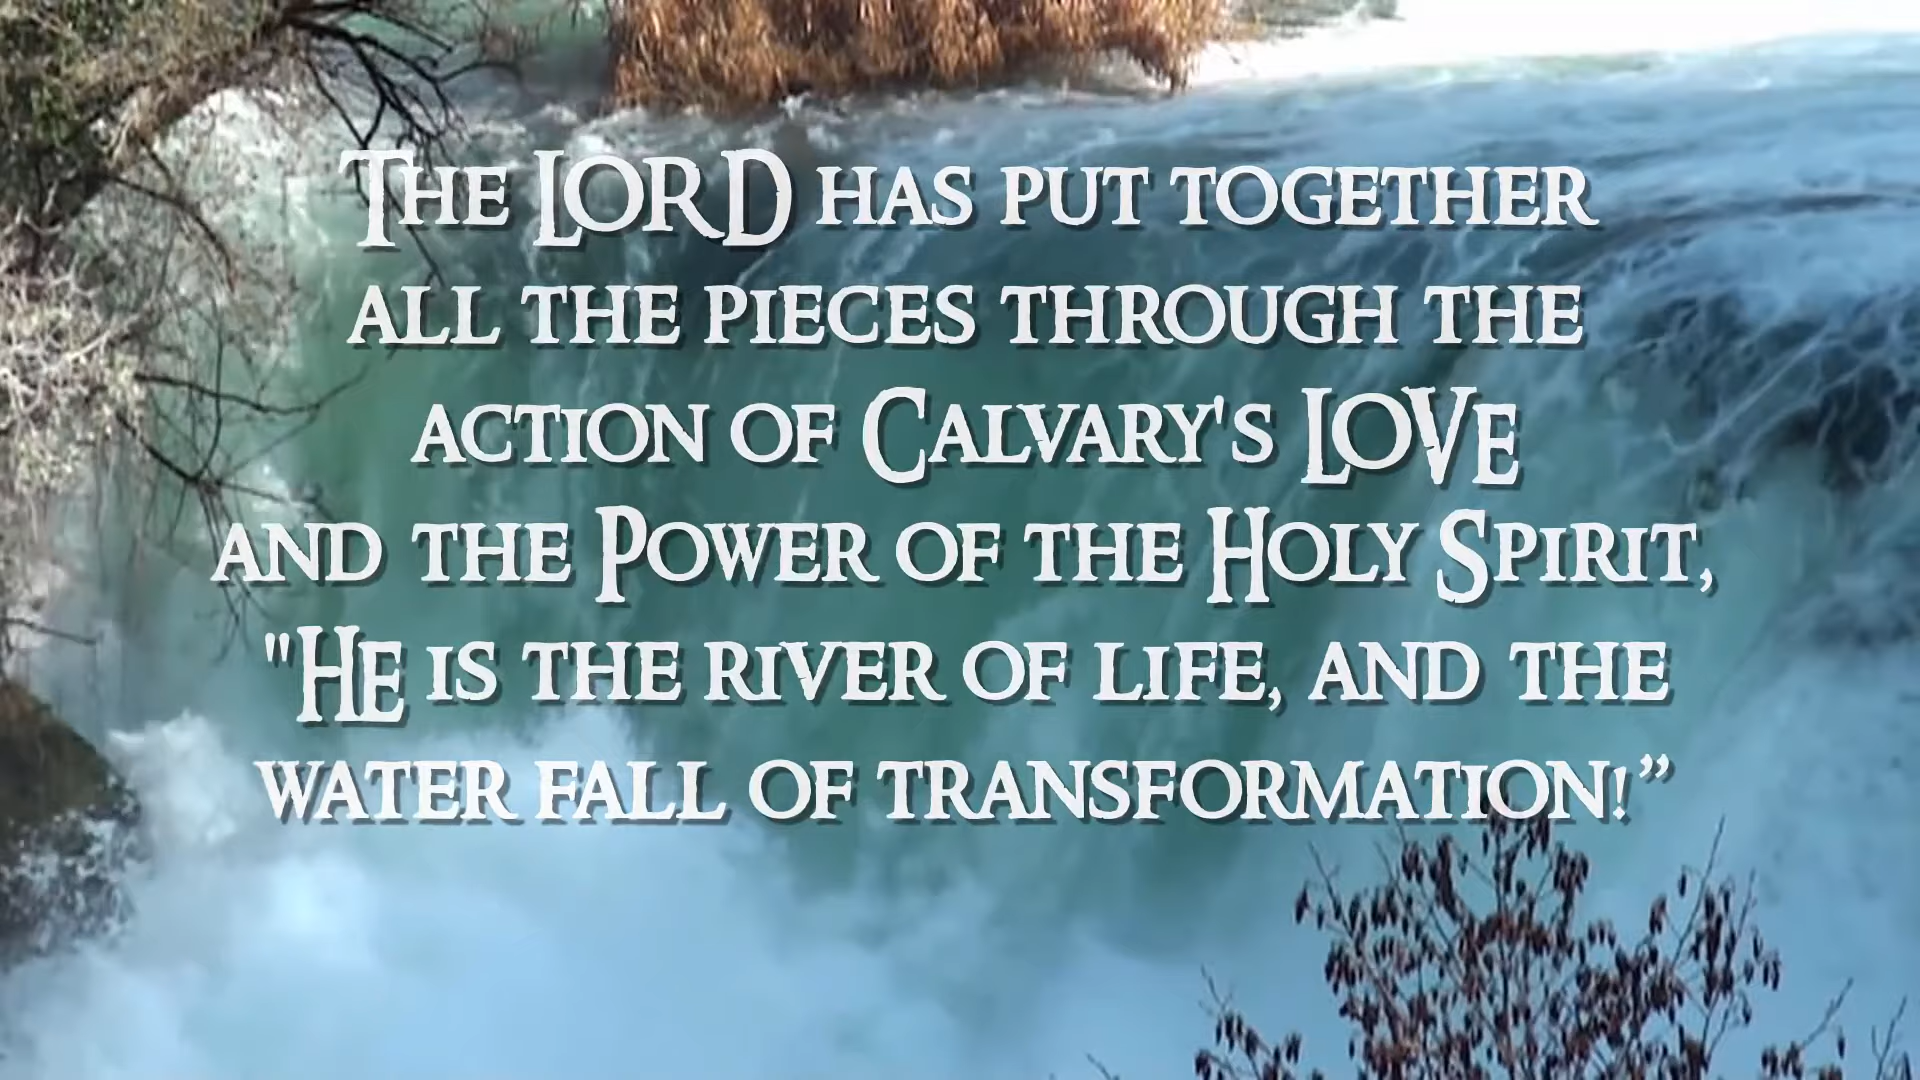 The LORD has put together
all the pieces through the
action of Calvary's LOVE
and the Power of the Holy Spirit,
"HE is the river of life, and the
water fall of transformation!”